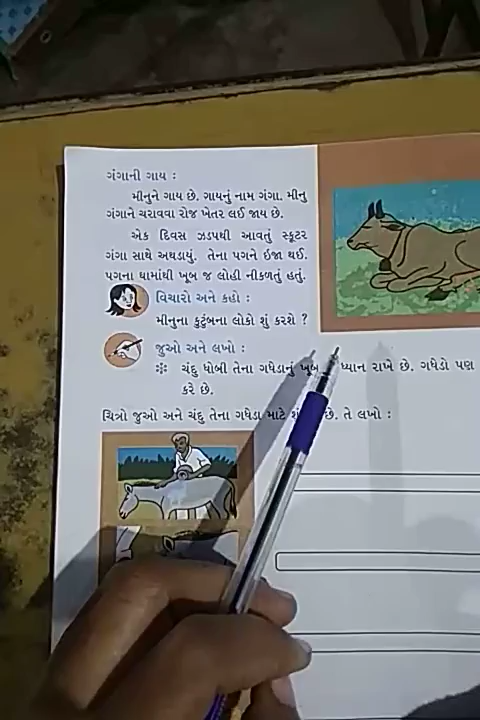 ગંગાની ગાય :
મીનુને ગાય છે. ગાયનું નામ ગંગા. મીનુ
ગંગાને ચરાવવા રોજ ખેતર લઈ જાય છે.
એક દિવસ ઝડપથી આવતું સ્કૂટર
ગંગા સાથે અથડાયું. તેના પગને ઇજા થઈ.
પગના ઘામાંથી ખૂબ જ લોહી નીકળતું હતું.
વિચારો અને કહો :
મીનુના કુટુંબના લોકો શું કરશે ?
જુઓ અને લખો :
❊ ચંદુ ધોબી તેના ગધેડાનું ખૂબ ધ્યાન રાખે છે. ગધેડો પણ
કરે છે.
ચિત્રો જુઓ અને ચંદુ તેના ગધેડા માટે શું છે. તે લખો :